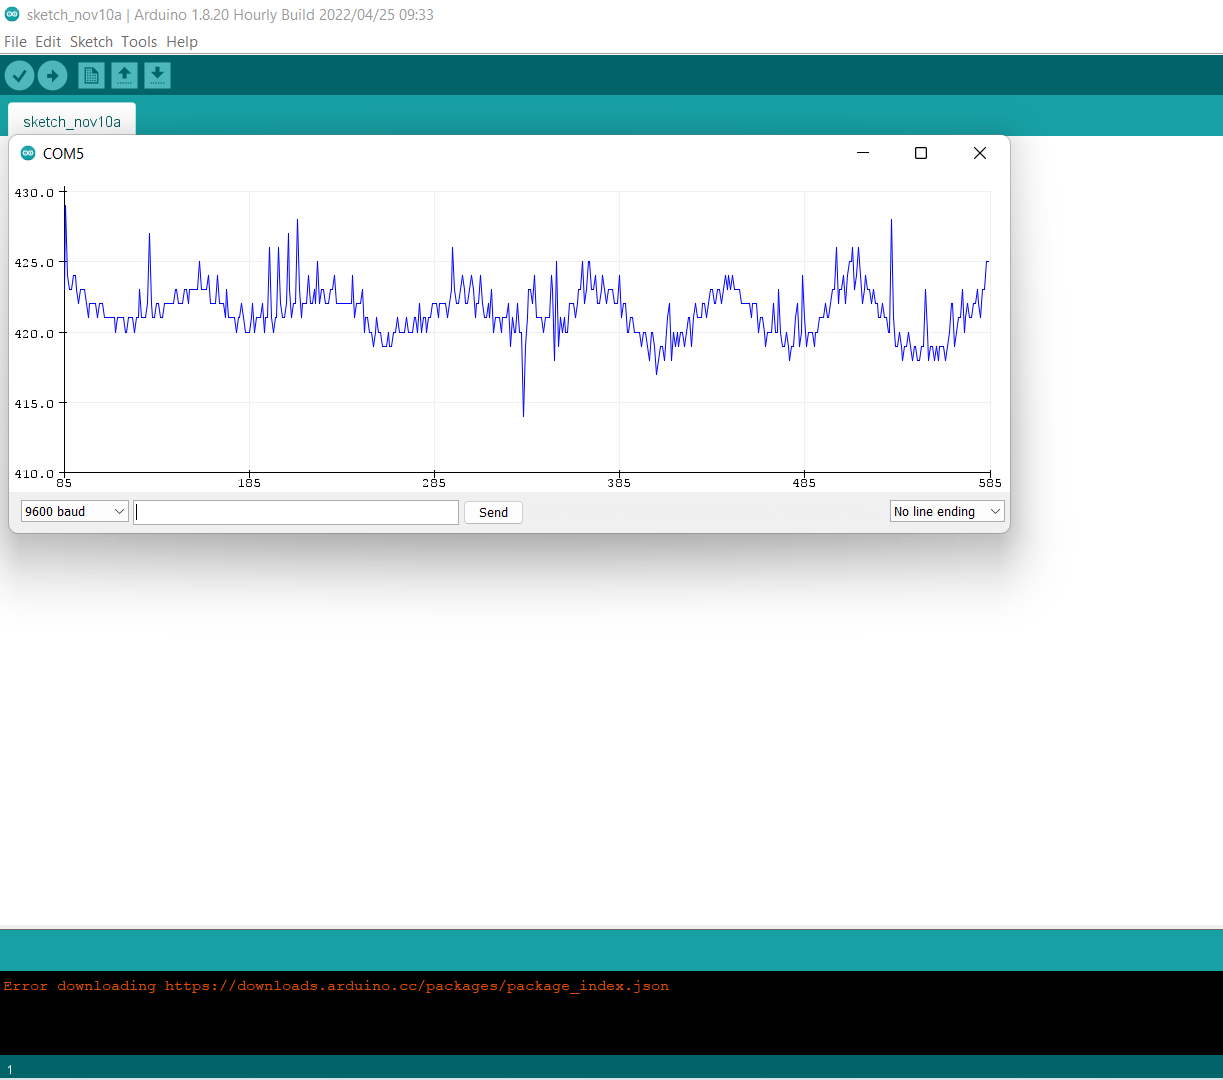 sketch_nov10a | Arduino 1.8.20 Hourly Build 2022/04/25 09:33
File Edit Sketch Tools Help
sketch_nov10a
COM5
430.0
425.0
420.0
415.0
410.0
85 185 285 385 485 585
9600 baud Send No line ending
Error downloading https://downloads.arduino.cc/packages/package_index.json
1